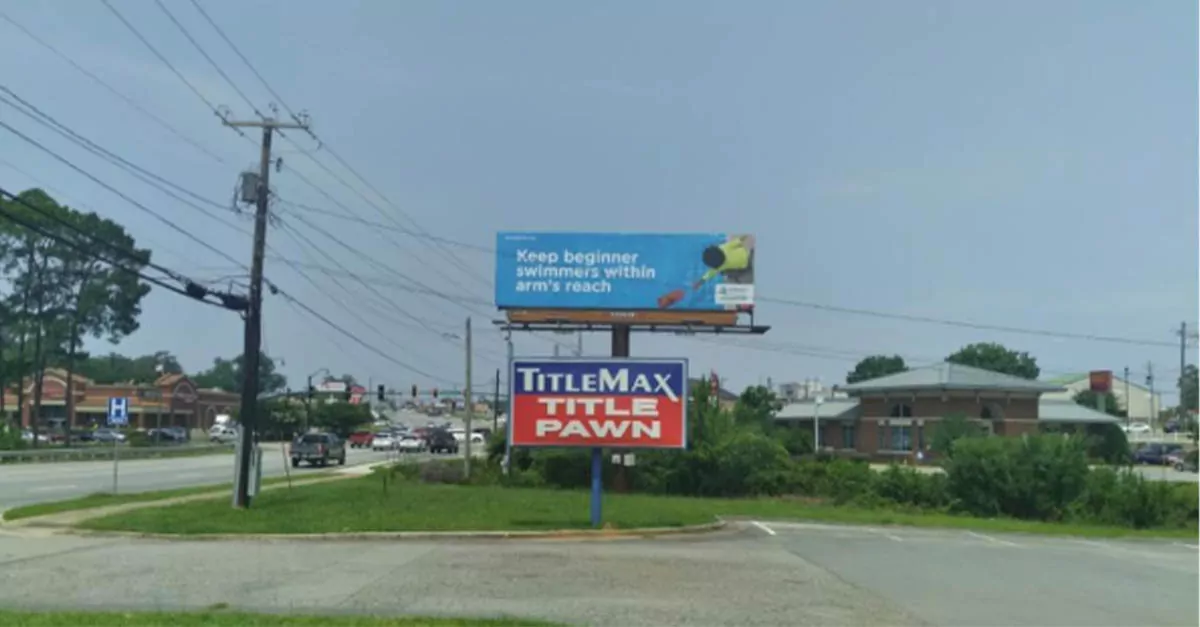 Keep beginner
swimmers within
arm's reach
TITLEMAX
TITLE
PAWN
H